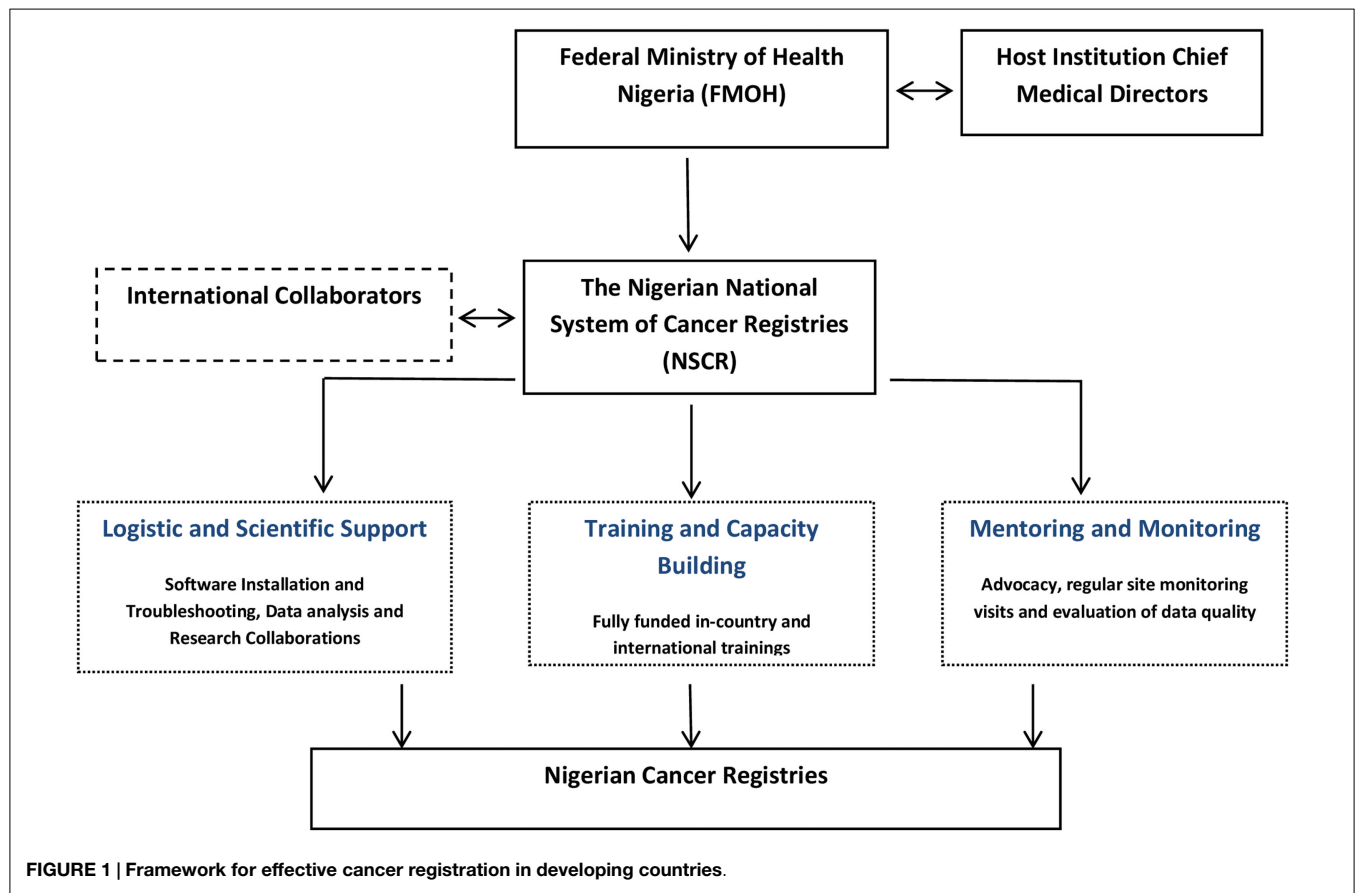 Federal Ministry of Health
Nigeria (FMOH)
Host Institution Chief
Medical Directors
International Collaborators
The Nigerian National
System of Cancer Registries
(NSCR)
Logistic and Scientific Support
Software Installation and
Troubleshooting, Data analysis and
Research Collaborations
Training and Capacity
Building
Fully funded in-country and
international trainings
Mentoring and Monitoring
Advocacy, regular site monitoring
visits and evaluation of data quality
Nigerian Cancer Registries
FIGURE 1 | Framework for effective cancer registration in developing countries.